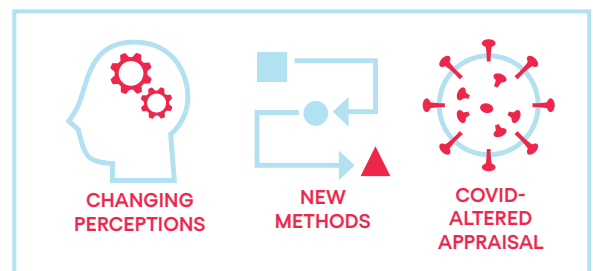 CHANGING
PERCEPTIONS
NEW
METHODS
COVID-
ALTERED
APPRAISAL